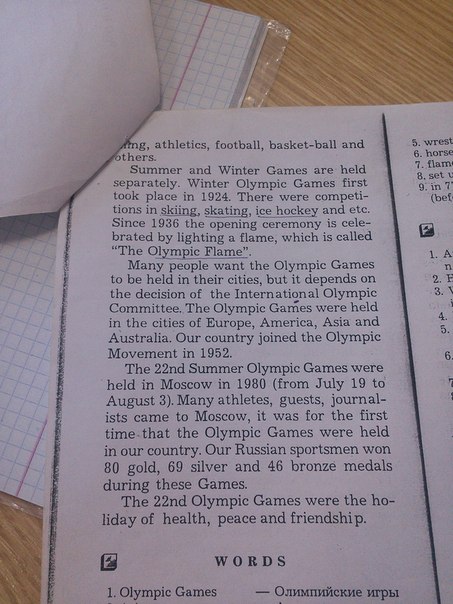 athletics, football, basket-ball and
others.
Summer and Winter Games are held
separately. Winter Olympic Games first
took place in 1924. There were competi-
tions in skiing, skating, ice hockey and etc.
Since 1936 the opening ceremony is cele-
brated by lighting a flame, which is called
“The Olympic Flame”.
Many people want the Olympic Games
to be held in their cities, but it depends on
the decision of the International Olympic
Committee. The Olympic Games were held
in the cities of Europe, America, Asia and
Australia. Our country joined the Olympic
Movement in 1952.
The 22nd Summer Olympic Games were
held in Moscow in 1980 (from July 19 to
August 3). Many athletes, guests, journal-
ists came to Moscow, it was for the first
time that the Olympic Games were held
in our country. Our Russian sportsmen won
80 gold, 69 silver and 46 bronze medals
during these Games.
The 22nd Olympic Games were the ho-
liday of health, peace and friendship.
WORDS
1. Olympic Games — Олимпийские игры
5. wrest
6. horse
7. flame
8. set u
9. in 77
(bef
1. A
2. E
3.
4.
5.
6.